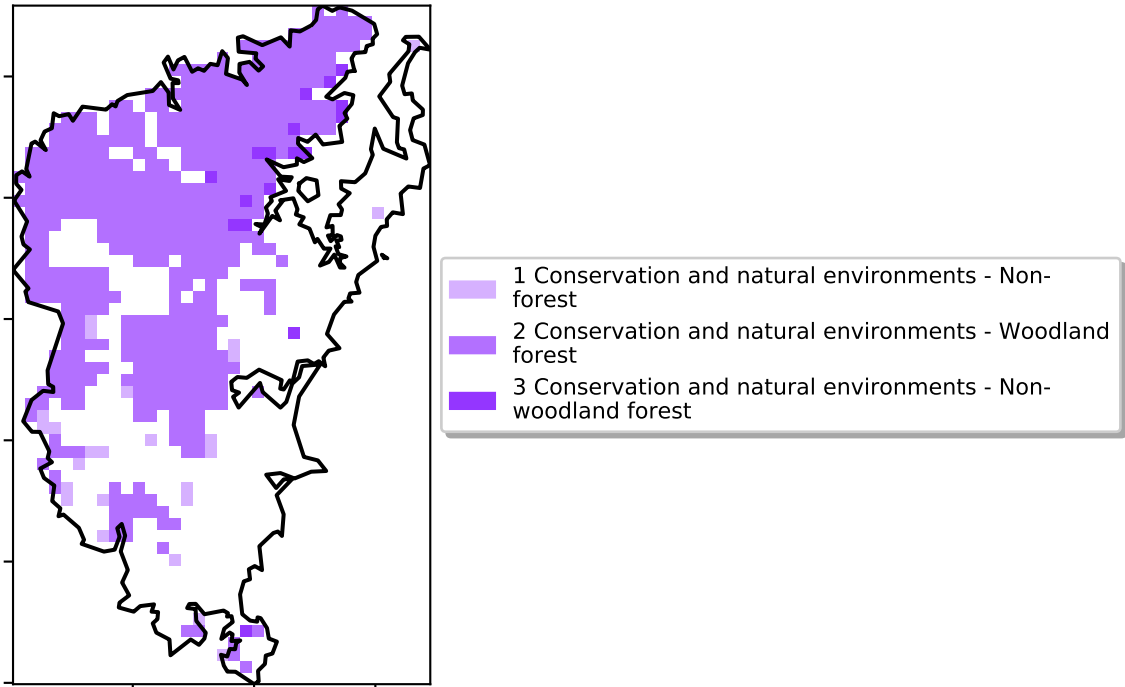 1 Conservation and natural environments - Non-
forest
2 Conservation and natural environments - Woodland
forest
3 Conservation and natural environments - Non-
woodland forest